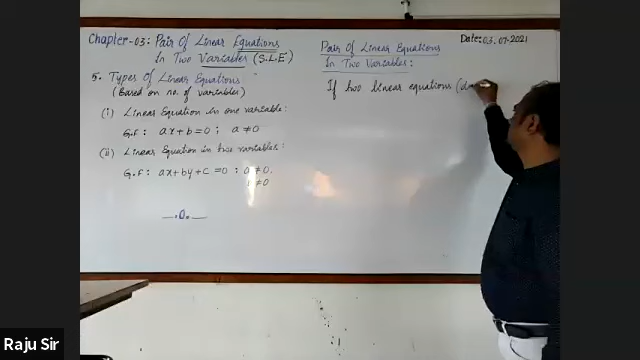 Chapter-03: Pair Of Linear Equations
In Two Variables (S.L.E)
5. Types Of Linear Equations
(Based on no. of variables)
(i) Linear Equation in one variable:
G.F: ax+b=0 ; a≠0
(ii) Linear Equation in two variables:
G.F: ax+by+c=0 ; a≠0.
b≠0
Date: 03.07-2021
Pair Of Linear Equations
In Two Variables:
If two linear equations
Raju Sir